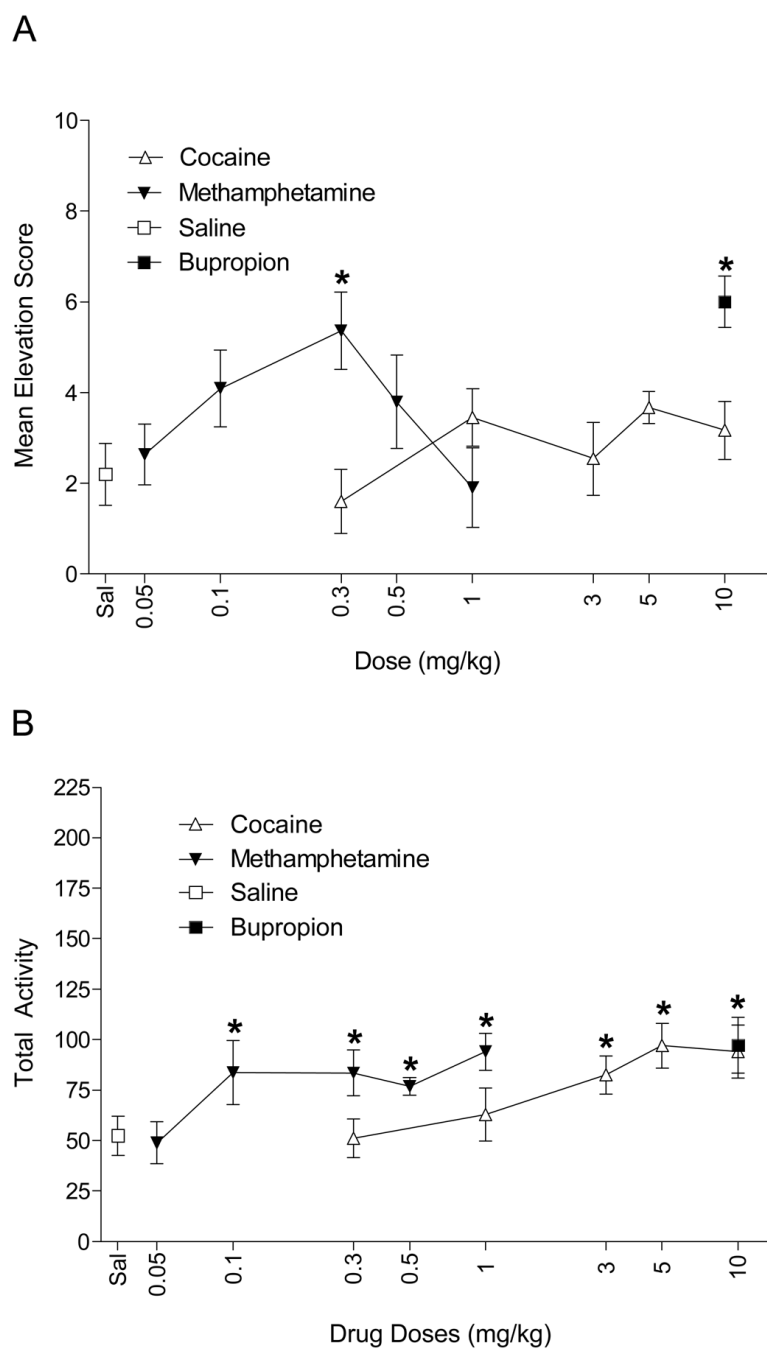 A
10
8
6
4
2
0
Mean Elevation Score
Cocaine
Methamphetamine
Saline
Bupropion
*
*
Sal
0.05
0.1
0.3
0.5
1
3
5
10
Dose (mg/kg)
B
225
200
175
150
125
100
75
50
25
0
Total Activity
Cocaine
Methamphetamine
Saline
Bupropion
*
*
*
*
*
*
*
Sal
0.05
0.1
0.3
0.5
1
3
5
10
Drug Doses (mg/kg)